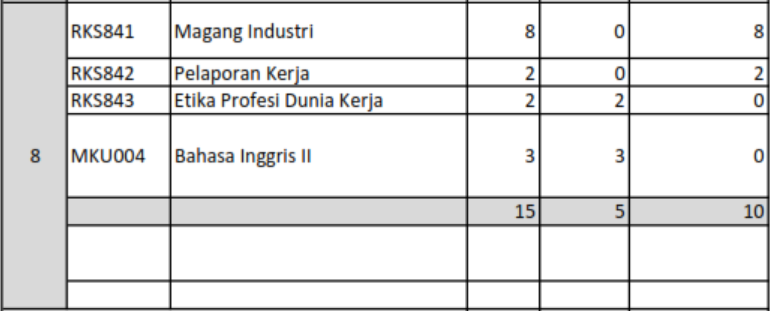 RKS841 Magang Industri 8 0 8
RKS842 Pelaporan Kerja 2 0 2
RKS843 Etika Profesi Dunia Kerja 2 2 0
8 MKU004 Bahasa Inggris II 3 3 0
15 5 10